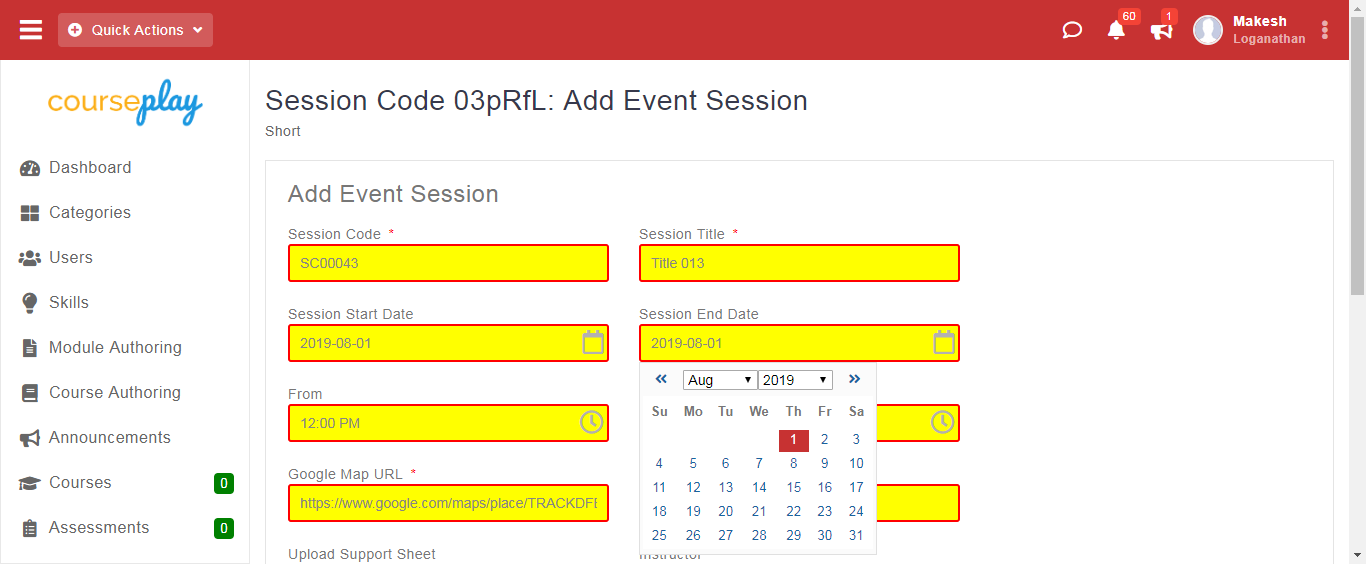 Quick Actions
60
1
Makesh
Loganathan
courseplay
Dashboard
Categories
Users
Skills
Module Authoring
Course Authoring
Announcements
Courses 0
Assessments 0
Session Code 03pRfL: Add Event Session
Short
Add Event Session
Session Code *
SC00043
Session Title *
Title 013
Session Start Date
2019-08-01
Session End Date
2019-08-01
Aug 2019
Su Mo Tu We Th Fr Sa
1 2 3
4 5 6 7 8 9 10
11 12 13 14 15 16 17
18 19 20 21 22 23 24
25 26 27 28 29 30 31
From
12:00 PM
Google Map URL *
https://www.google.com/maps/place/TRACKDFE
Upload Support Sheet
Instructor